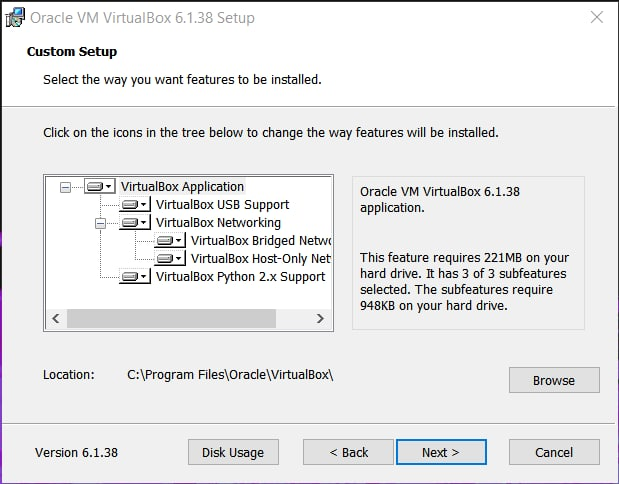 Oracle VM VirtualBox 6.1.38 Setup
Custom Setup
Select the way you want features to be installed.
Click on the icons in the tree below to change the way features will be installed.
VirtualBox Application
VirtualBox USB Support
VirtualBox Networking
VirtualBox Bridged Netw
VirtualBox Host-Only Net
VirtualBox Python 2.x Support
Oracle VM VirtualBox 6.1.38
application.
This feature requires 221MB on your
hard drive. It has 3 of 3 subfeatures
selected. The subfeatures require
948KB on your hard drive.
Location: C:\Program Files\Oracle\VirtualBox\
Browse
Version 6.1.38
Disk Usage
< Back
Next >
Cancel